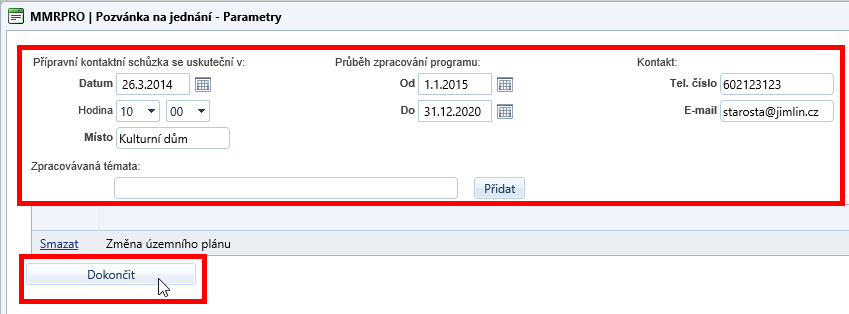 MMRPRO | Pozvánka na jednání - Parametry
Přípravní kontaktní schůzka se uskuteční v: Průběh zpracování programu: Kontakt:
Datum 26.3.2014 Od 1.1.2015 Tel. číslo 602123123
Hodina 10 00 Do 31.12.2020 E-mail starosta@jimlin.cz
Místo Kulturní dům
Zpracovávaná témata:
Přidat
Smazat Změna územního plánu
Dokončit